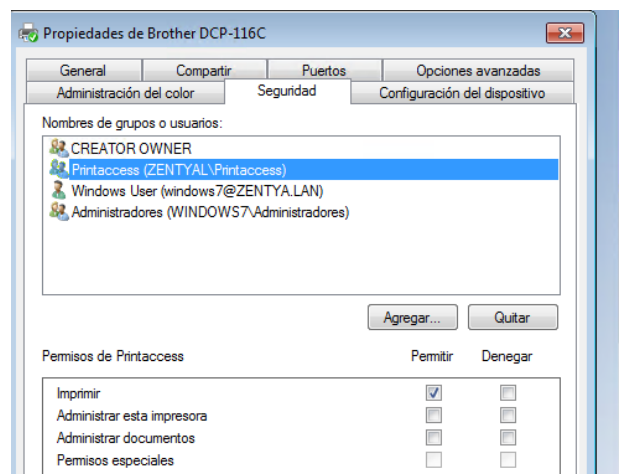 Propiedades de Brother DCP-116C
General Compartir Puertos Opciones avanzadas
Administración del color Seguridad Configuración del dispositivo
Nombres de grupos o usuarios:
CREATOR OWNER
Printaccess (ZENTYAL\Printaccess)
Windows User (windows7@ZENTYA.LAN)
Administradores (WINDOWS7\Administradores)
Agregar... Quitar
Permisos de Printaccess Permitir Denegar
Imprimir
Administrar esta impresora
Administrar documentos
Permisos especiales